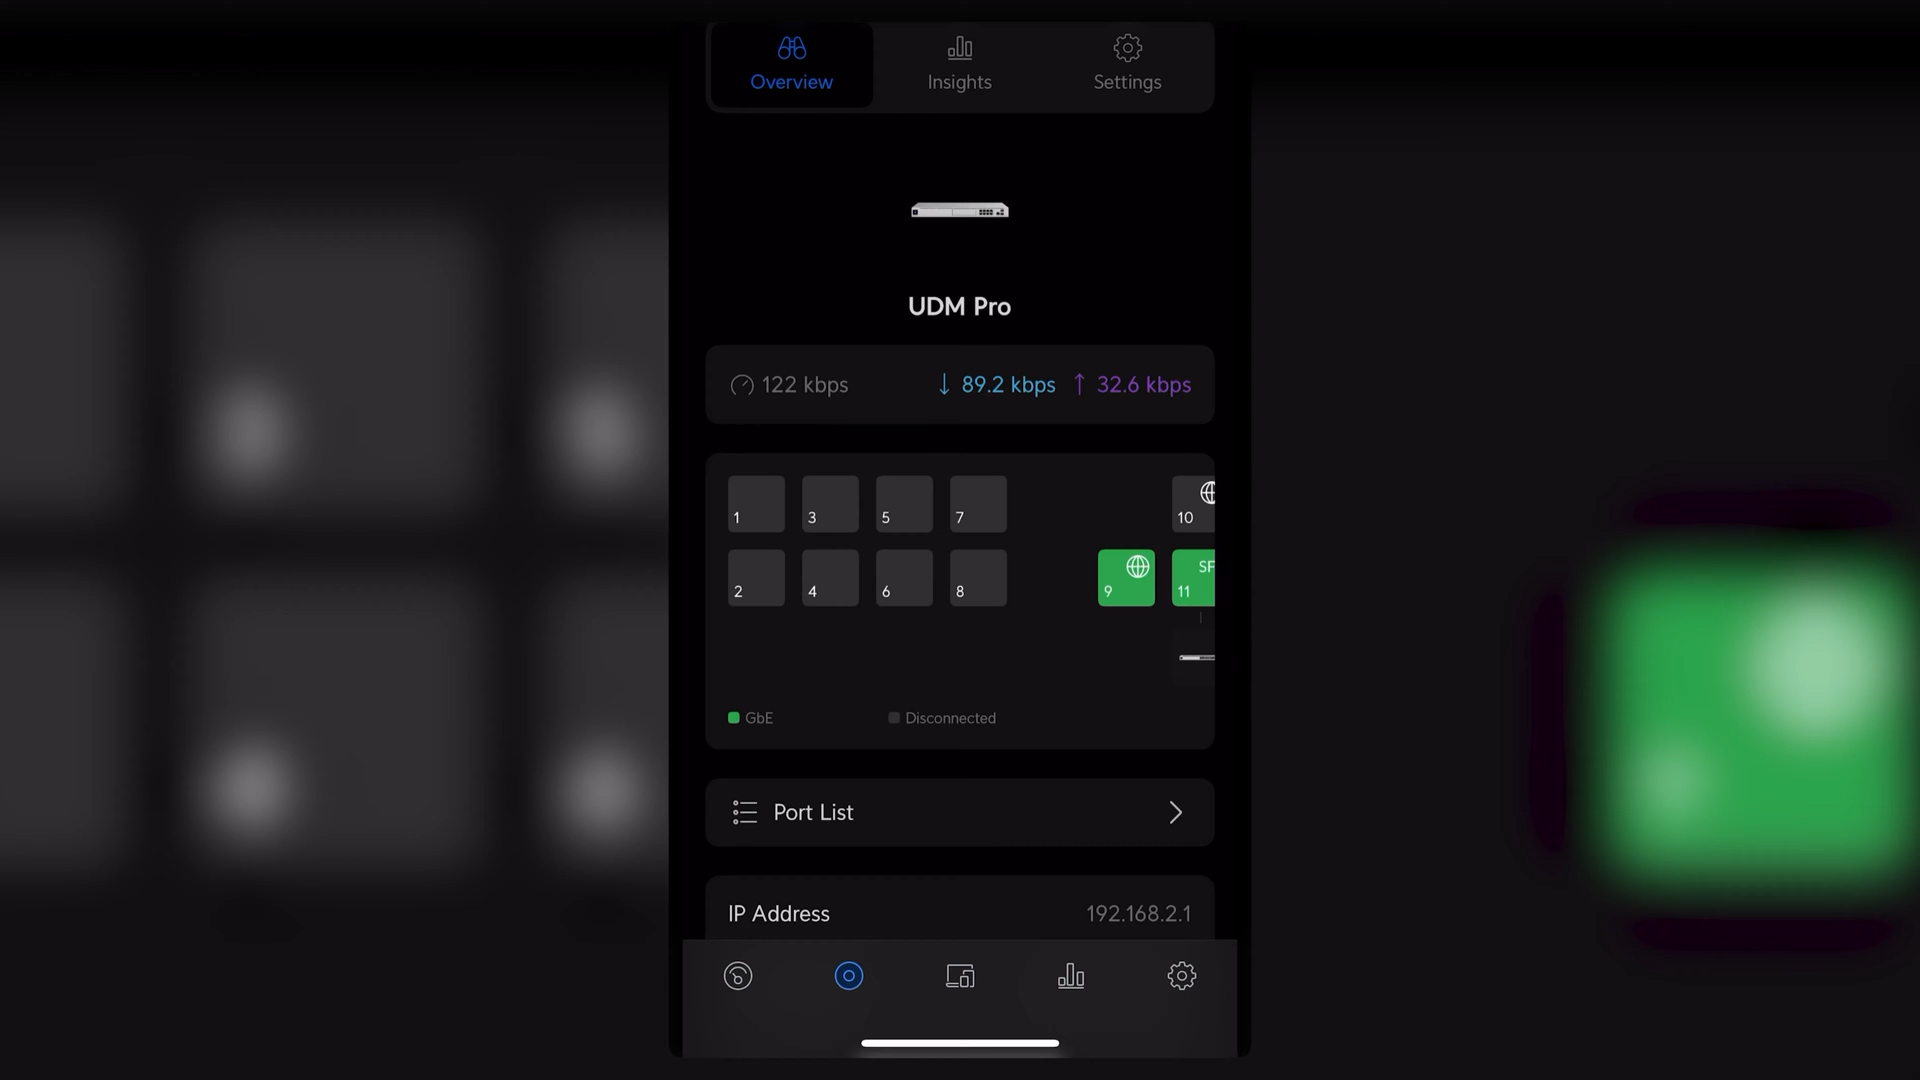 Overview Insights Settings
UDM Pro
122 kbps ↓ 89.2 kbps ↑ 32.6 kbps
1 3 5 7 10
SF
2 4 6 8 9 11
GbE Disconnected
Port List
IP Address 192.168.2.1